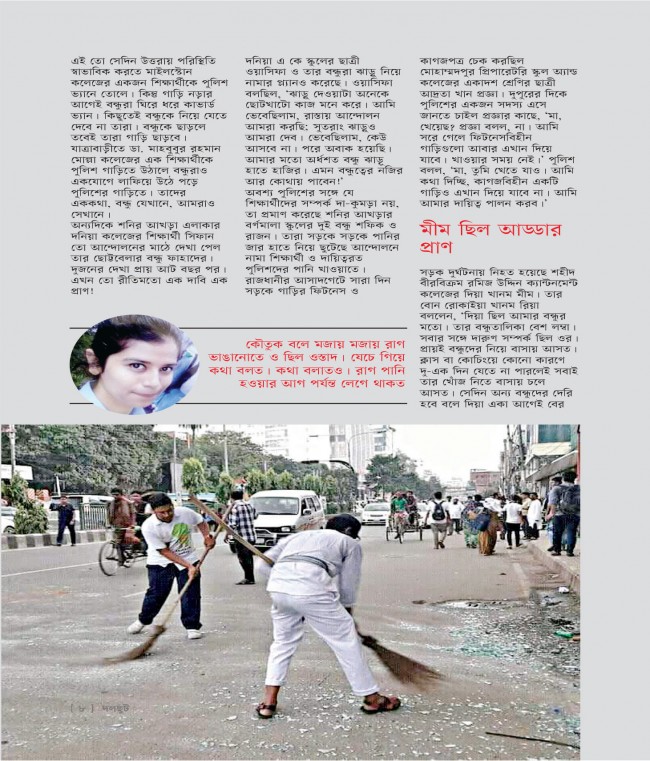 এই তো সেদিন উত্তরায় পরিস্থিতি
স্বাভাবিক করতে মাইলস্টোন
কলেজের একজন শিক্ষার্থীকে পুলিশ
ভ্যানে তোলে। কিন্তু গাড়ি নড়ার
আগেই বন্ধুরা ঘিরে ধরে কাভার্ড
ভ্যান। কিছুতেই বন্ধুকে নিয়ে যেতে
দেবে না তারা। বন্ধুকে ছাড়লে
তবেই তারা গাড়ি ছাড়বে।
যাত্রাবাড়ীতে ডা. মাহবুবুর রহমান
মোল্লা কলেজের এক শিক্ষার্থীকে
পুলিশ গাড়িতে উঠালে বন্ধুরাও
একযোগে লাফিয়ে উঠে পড়ে
পুলিশের গাড়িতে। তাদের
এককথা, বন্ধু যেখানে, আমরাও
সেখানে।
অন্যদিকে শনির আখড়া এলাকার
দনিয়া কলেজের শিক্ষার্থী সিফান
তো আন্দোলনের মাঠে দেখা পেল
তার ছোট্টবেলার বন্ধু ফাহাদের।
দুজনের দেখা প্রায় আট বছর পর।
এখন তো রীতিমতো এক দাবি এক
প্রাণ!
দনিয়া এ কে স্কুলের ছাত্রী
ওয়াসিফা ও তার বন্ধুরা ঝাড়ু নিয়ে
নামার প্ল্যানও করেছে। ওয়াসিফা
বলছিল, ‘ঝাড়ু দেওয়াটা অনেকে
ছোটখাটো কাজ মনে করে। আমি
ভেবেছিলাম, রাস্তায় আন্দোলন
আমরা করছি; সুতরাং ঝাড়ুও
আমরা দেব। ভেবেছিলাম, কেউ
আসবে না। পরে অবাক হয়েছি।
আমার মতো অর্ধশত বন্ধু ঝাড়ু
হাতে হাজির। এমন বন্ধুত্বের নজির
আর কোথায় পাবেন!’
অবশ্য পুলিশের সঙ্গে যে
শিক্ষার্থীদের সম্পর্ক দা-কুমড়া নয়,
তা প্রমাণ করেছে শনির আখড়ার
বর্ণমালা স্কুলের দুই বন্ধু শফিক ও
রাজন। তারা সড়কে সড়কে পানির
জার হাতে নিয়ে ছুটেছে আন্দোলনে
নামা শিক্ষার্থী ও দায়িত্বরত
পুলিশদের পানি খাওয়াতে।
রাজধানীর আসাদগেটে সারা দিন
সড়কে গাড়ির ফিটনেস ও
কাগজপত্র চেক করছিল
মোহাম্মদপুর প্রিপারেটরি স্কুল অ্যান্ড
কলেজের একাদশ শ্রেণির ছাত্রী
আদ্রতা খান প্রজ্ঞা। দুপুরের দিকে
পুলিশের একজন সদস্য এসে
জানতে চাইল প্রজ্ঞার কাছে, ‘মা,
খেয়েছ? প্রজ্ঞা বলল, না। আমি
সরে গেলে ফিটনেসবিহীন
গাড়িগুলো আবার এখান দিয়ে
যাবে। খাওয়ার সময় নেই।’ পুলিশ
বলল, ‘মা, তুমি খেতে যাও। আমি
কথা দিচ্ছি, কাগজবিহীন একটি
গাড়িও এখান দিয়ে যাবে না। আমি
আমার দায়িত্ব পালন করব।’
মীম ছিল আড্ডার
প্রাণ
সড়ক দুর্ঘটনায় নিহত হয়েছে শহীদ
বীরবিক্রম রমিজ উদ্দিন ক্যান্টনমেন্ট
কলেজের দিয়া খানম মীম। তার
বোন রোকাইয়া খানম রিয়া
বললেন, ‘দিয়া ছিল আমার বন্ধুর
মতো। তার বন্ধুতালিকা বেশ লম্বা।
সবার সঙ্গে দারুণ সম্পর্ক ছিল ওর।
প্রায়ই বন্ধুদের নিয়ে বাসায় আসত।
ক্লাস বা কোচিংয়ে কোনো কারণে
দু-এক দিন যেতে না পারলেই সবাই
তার খোঁজ নিতে বাসায় চলে
আসত। সেদিন অন্য বন্ধুদের দেরি
হবে বলে দিয়া একা আগেই বের
কৌতুক বলে মজায় মজায় রাগ
ভাঙানোতে ও ছিল ওস্তাদ। যেচে গিয়ে
কথা বলত। কথা বলাতও। রাগ পানি
হওয়ার আগ পর্যন্ত লেগে থাকত
[ ৮ ] দলছুট